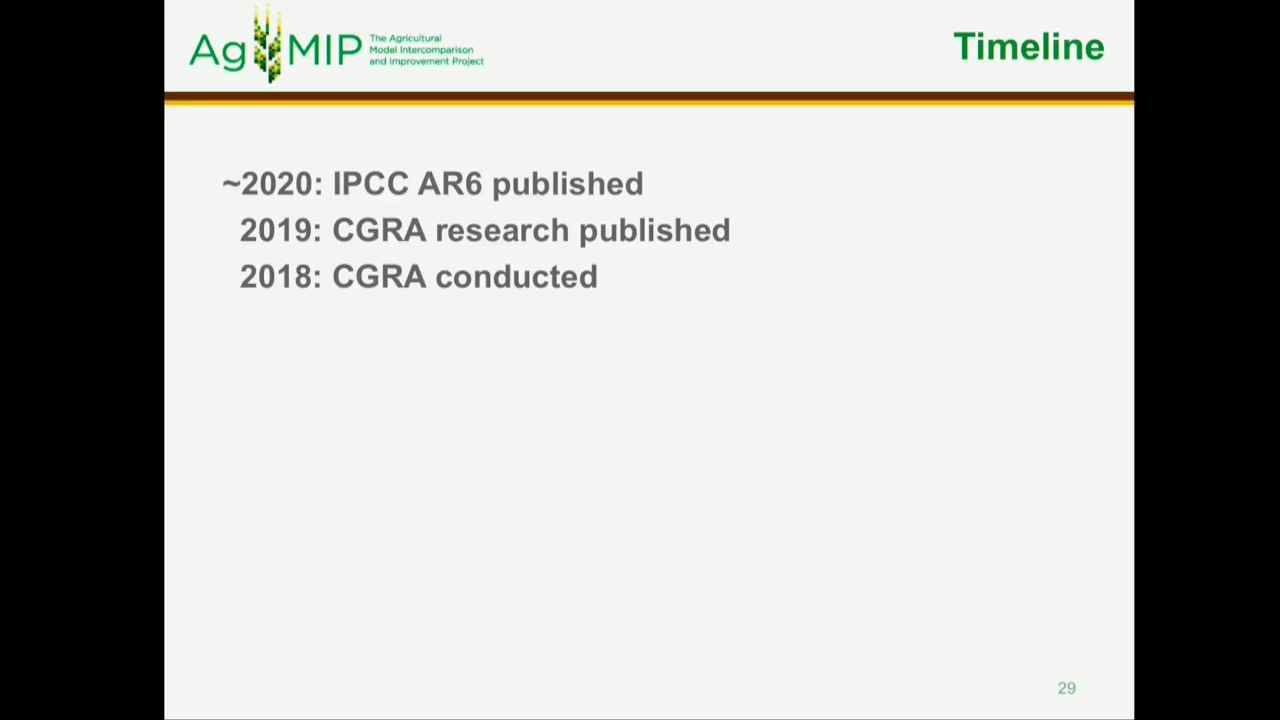 AgMIP
The Agricultural
Model Intercomparison
and Improvement Project
Timeline
~2020: IPCC AR6 published
2019: CGRA research published
2018: CGRA conducted
29